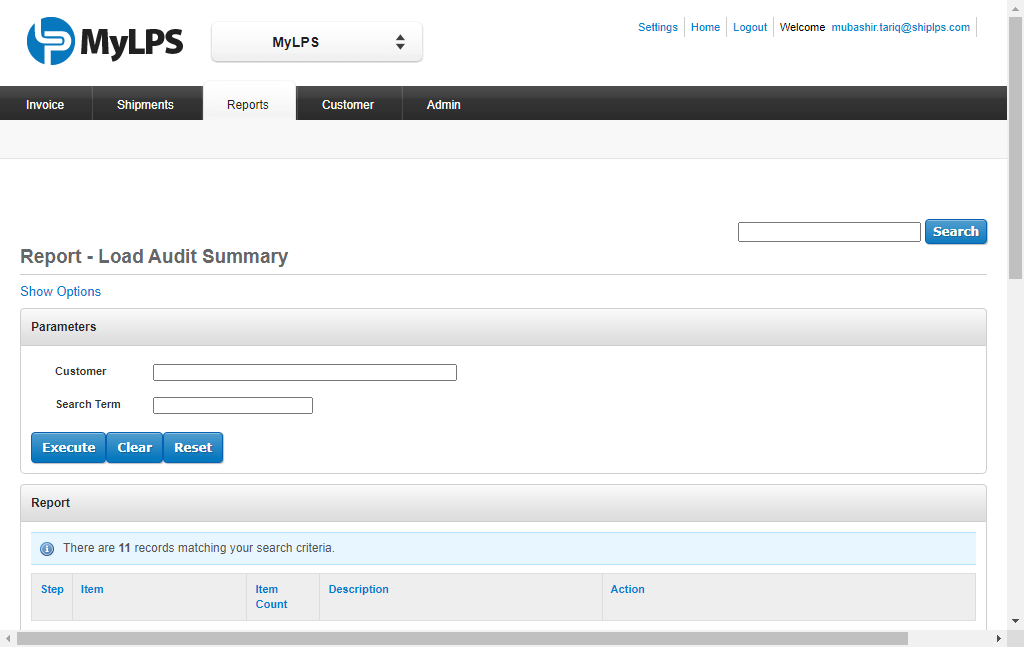 MyLPS
MyLPS
Settings Home Logout Welcome mubashir.tariq@shiplps.com
Invoice Shipments Reports Customer Admin
Search
Report - Load Audit Summary
Show Options
Parameters
Customer
Search Term
Execute Clear Reset
Report
There are 11 records matching your search criteria.
Step Item Item Count Description Action